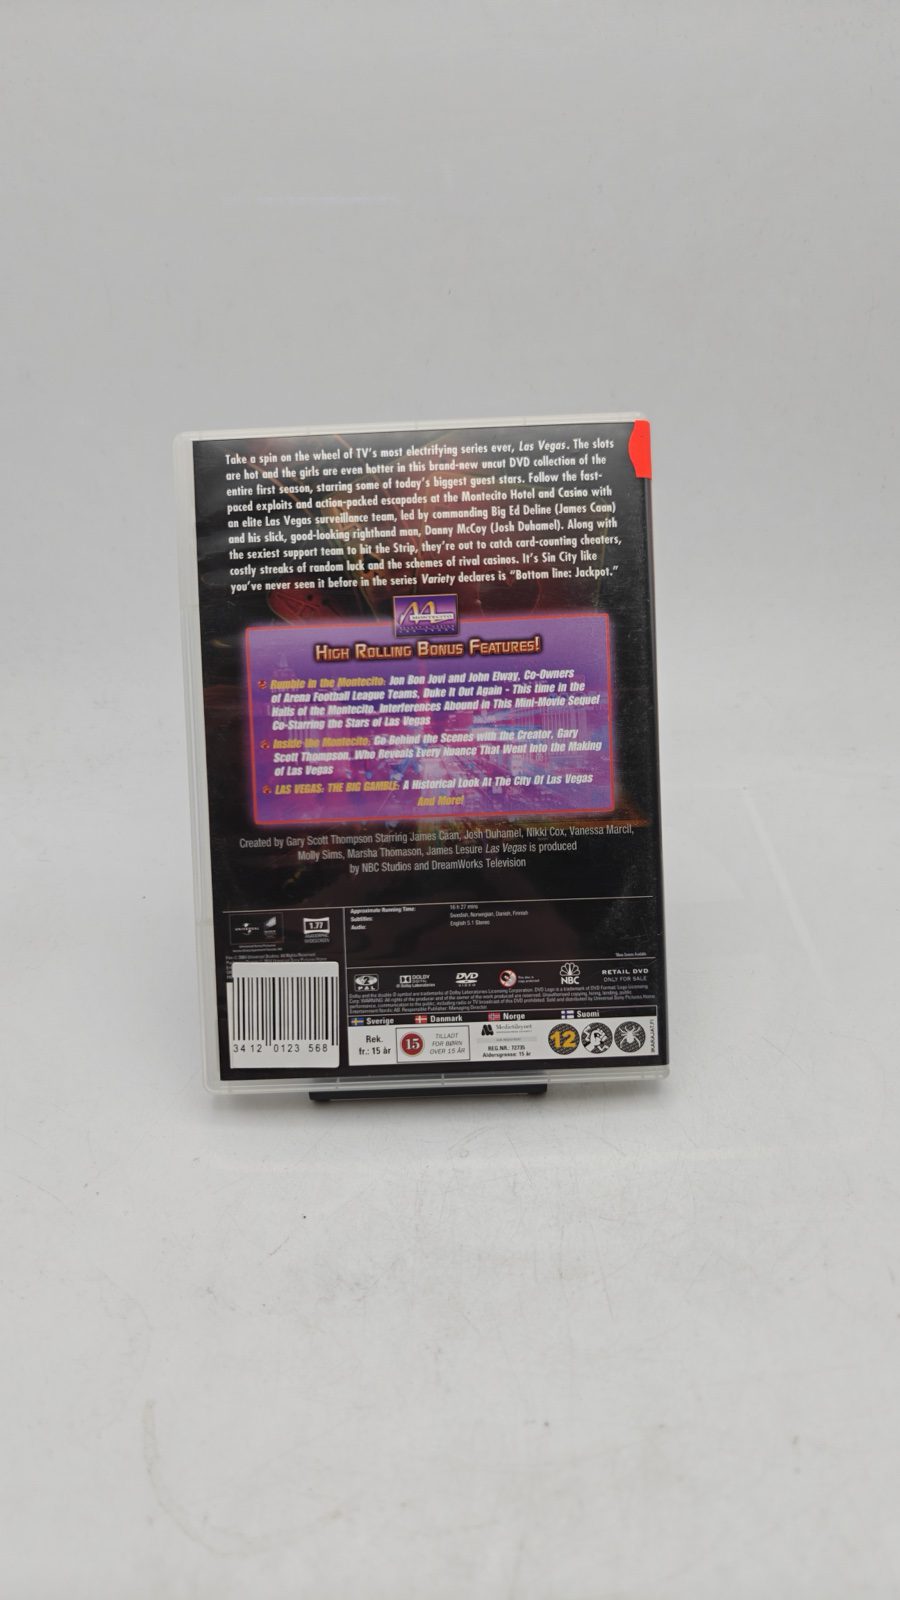 Take a spin on the wheel of TV's most electrifying series ever, Las Vegas. The slots
are hot and the girls are even hotter in this brand-new uncut DVD collection of the
entire first season, starring some of today's biggest guest stars. Follow the fast-
paced exploits and action-packed escapades at the Montecito Hotel and Casino with
an elite Las Vegas surveillance team, led by commanding Big Ed Deline (James Caan)
and his slick, good-looking righthand man, Danny McCoy (Josh Duhamel). Along with
the sexiest support team to hit the Strip, they're out to catch card-counting cheaters,
costly streaks of random luck and the schemes of rival casinos. It's Sin City like
you've never seen it before in the series Variety declares is "Bottom line: Jackpot."
MONTECITO
HIGH ROLLING BONUS FEATURES!
Rumble in the Montecito: Jon Bon Jovi and John Elway, Co-Owners
of Arena Football League Teams, Duke It Out Again - This time in the
Halls of the Montecito. Interferences Abound in This Mini-Movie Sequel
Co-Starring the Stars of Las Vegas
Inside the Montecito: Go Behind the Scenes with the Creator, Gary
Scott Thompson, Who Reveals Every Nuance That Went Into the Making
of Las Vegas
LAS VEGAS: THE BIG GAMBLE: A Historical Look At The City Of Las Vegas
And More!
Created by Gary Scott Thompson Starring James Caan, Josh Duhamel, Nikki Cox, Vanessa Marcil,
Molly Sims, Marsha Thomason, James Lesure Las Vegas is produced
by NBC Studios and DreamWorks Television
Approximate Running Time: 16 h 27 mins
Subtitles: Swedish, Norwegian, Danish, Finnish
Audio: English 5.1 Stereo
UNIVERSAL
1.77
ANAMORPHIC
WIDESCREEN
2
PAL
DOLBY
DIGITAL
DVD
VIDEO
NBC
RETAIL DVD
ONLY FOR SALE
Sverige Danmark Norge Suomi
Rek.
fr.: 15 år
15
TILLADT
FOR BØRN
OVER 15 ÅR
Medietilsynet
REG.NR.: 72735
Aldersgrense: 15 år
12
3412 0123 568